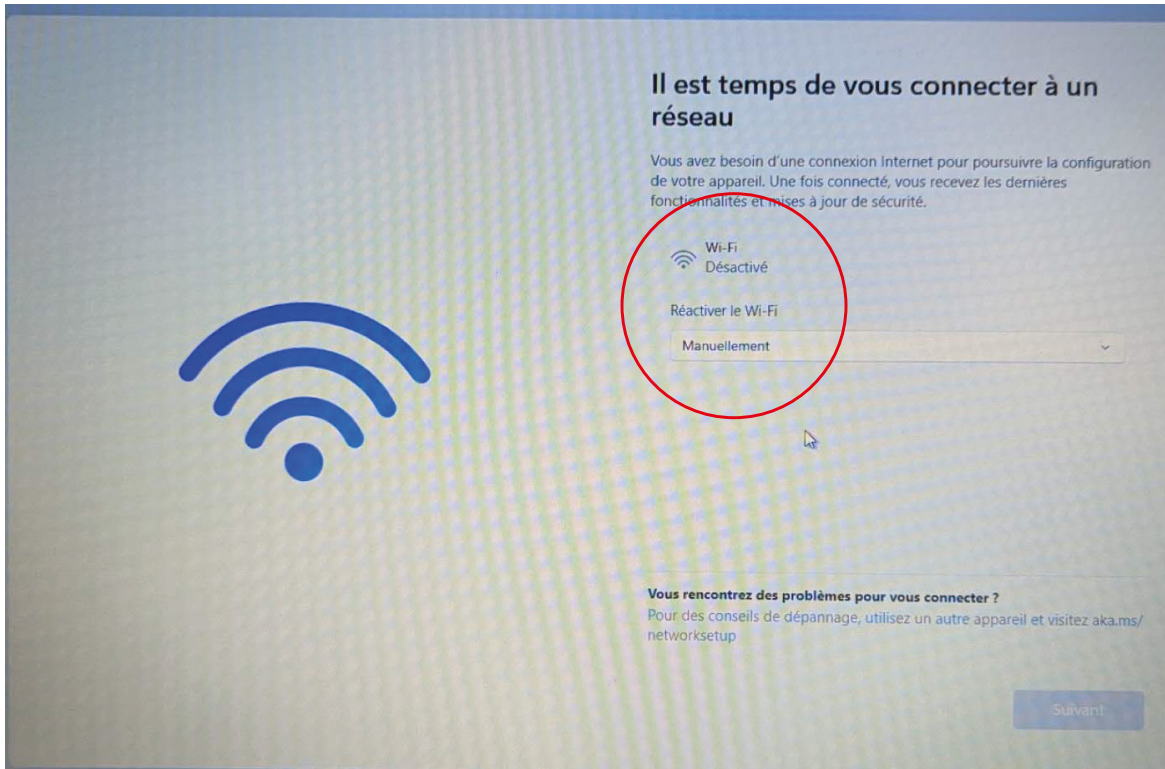 Il est temps de vous connecter à un
réseau
Vous avez besoin d'une connexion Internet pour poursuivre la configuration
de votre appareil. Une fois connecté, vous recevez les dernières
fonctionnalités et mises à jour de sécurité.
Wi-Fi
Désactivé
Réactiver le Wi-Fi
Manuellement
Vous rencontrez des problèmes pour vous connecter ?
Pour des conseils de dépannage, utilisez un autre appareil et visitez aka.ms/
networksetup
Suivant